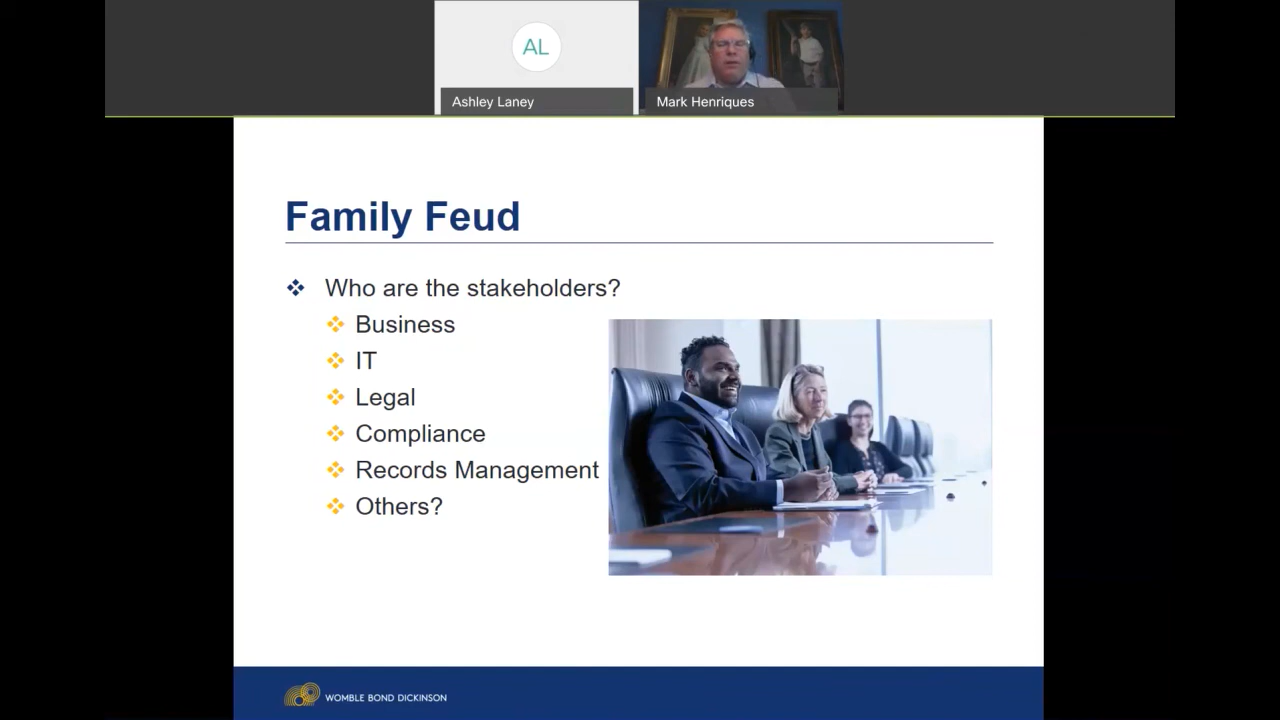 AL
Ashley Laney
Mark Henriques
Family Feud
Who are the stakeholders?
Business
IT
Legal
Compliance
Records Management
Others?
WOMBLE BOND DICKINSON